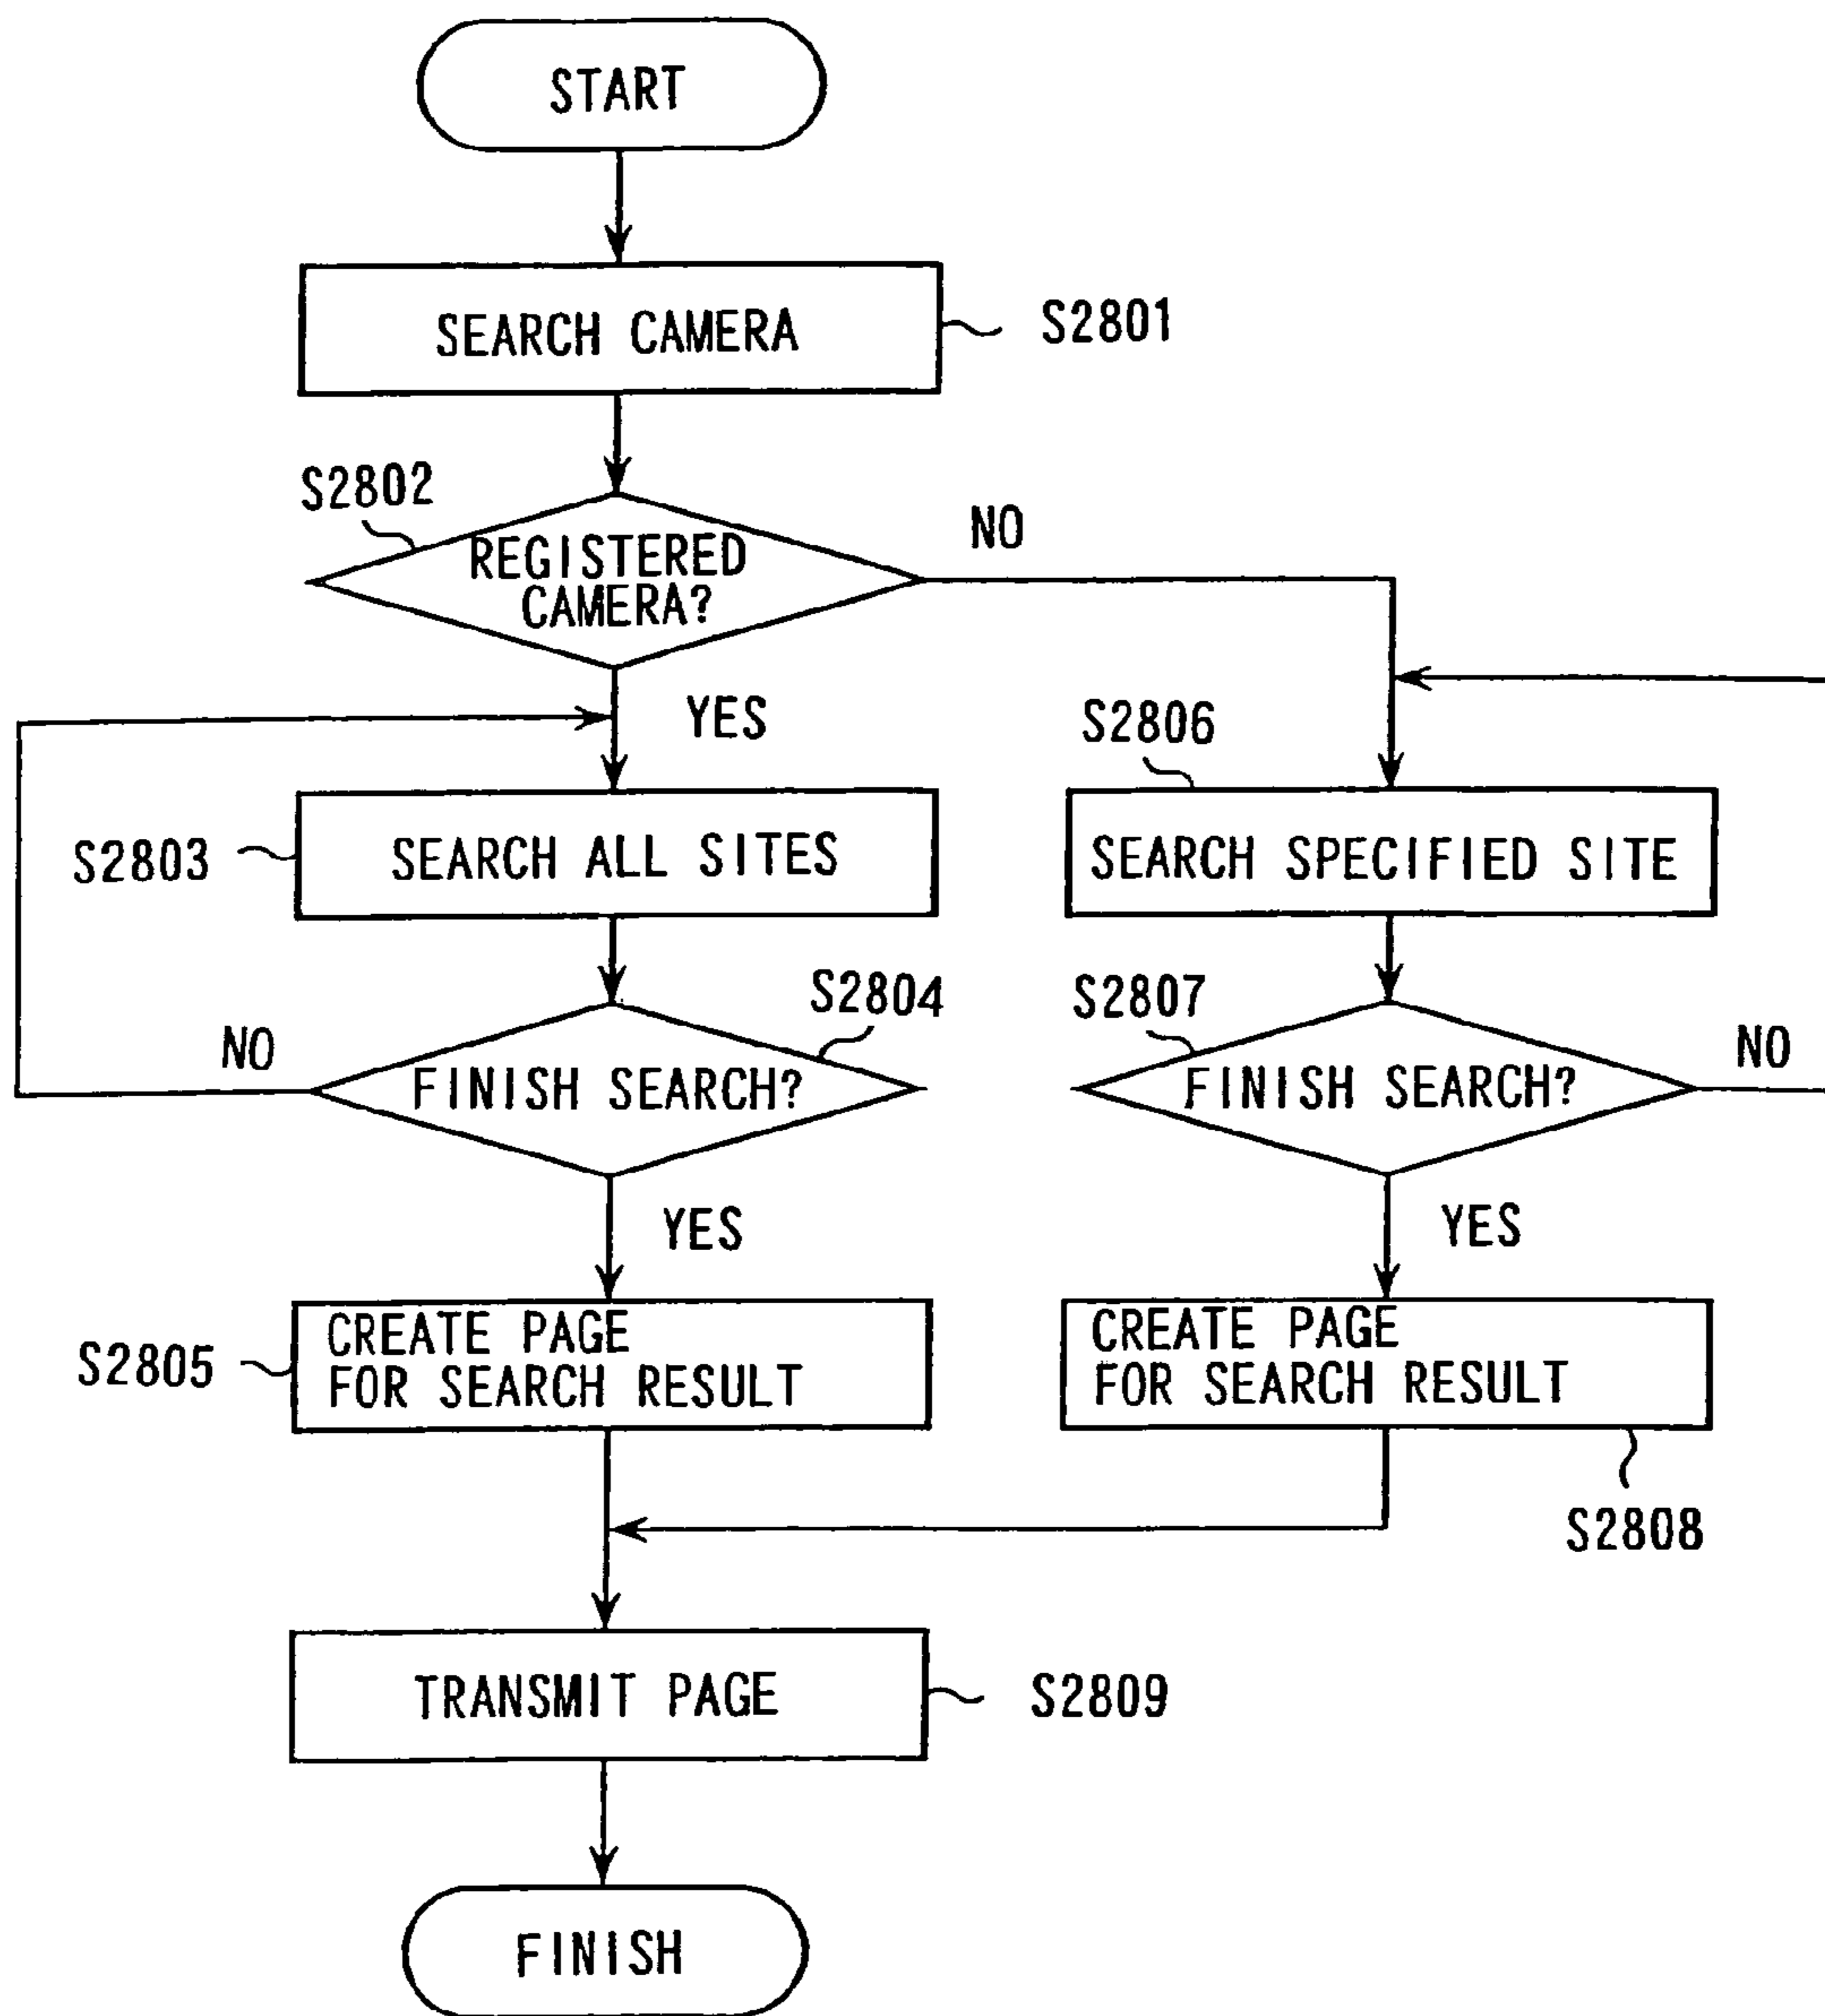 START
SEARCH CAMERA
S2801
S2802
REGISTERED
CAMERA?
NO
YES
S2803
SEARCH ALL SITES
S2806
SEARCH SPECIFIED SITE
S2804
FINISH SEARCH?
NO
YES
S2807
FINISH SEARCH?
NO
YES
S2805
CREATE PAGE
FOR SEARCH RESULT
CREATE PAGE
FOR SEARCH RESULT
S2808
TRANSMIT PAGE
S2809
FINISH